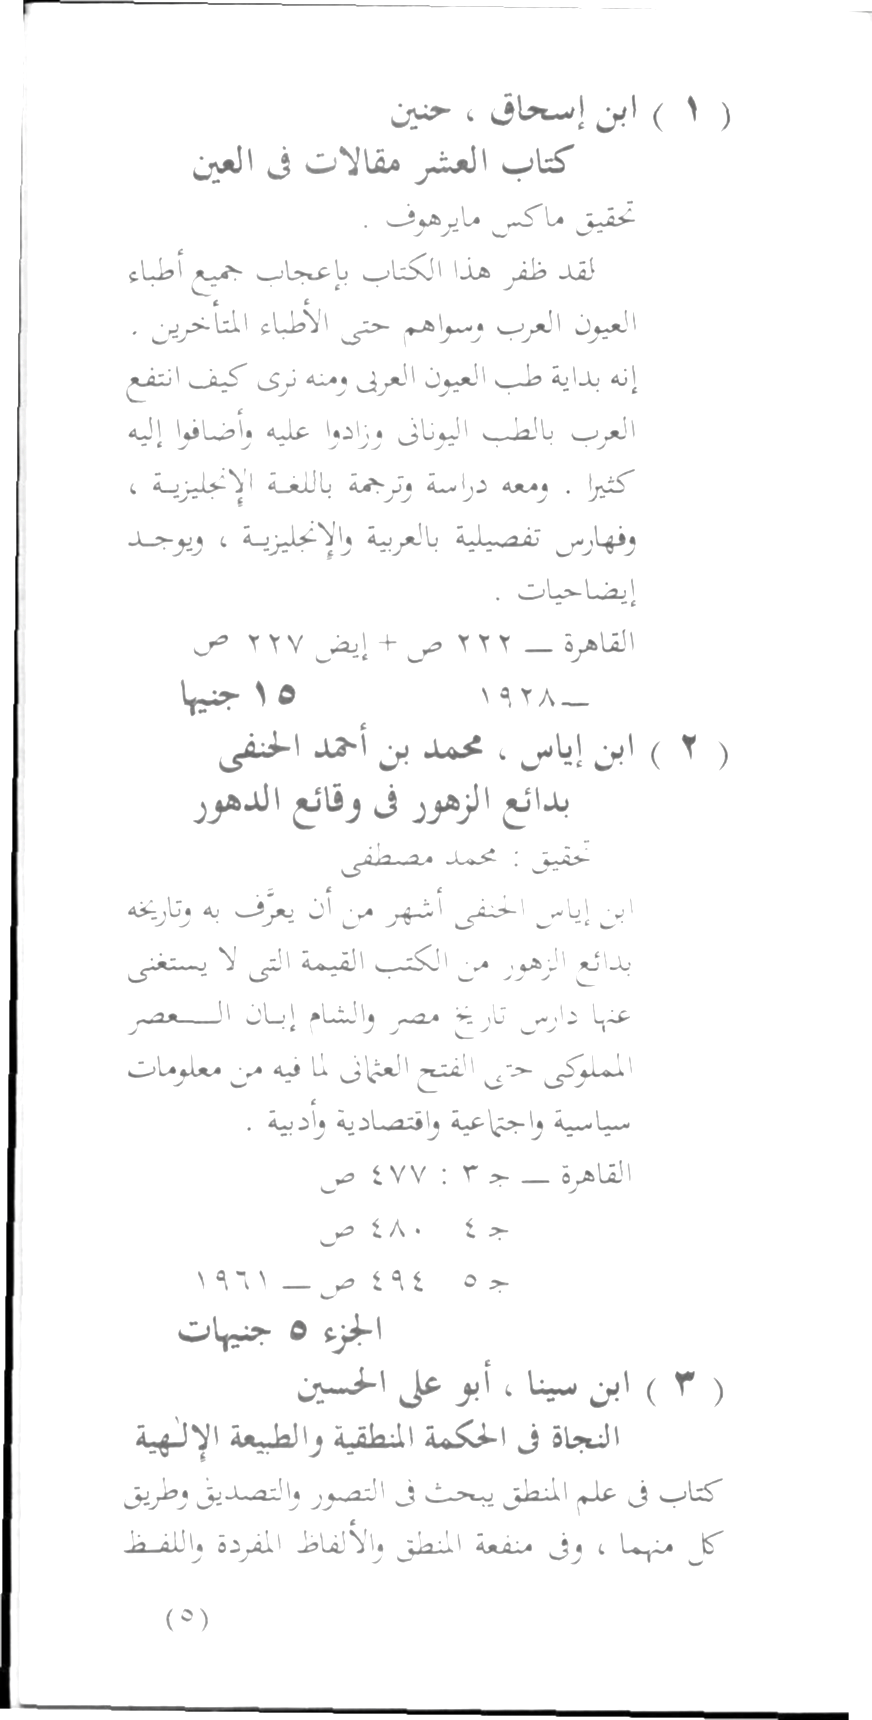 ( ١ ) ابن إسحاق ، حنين
كتاب العشر مقالات فى العين
تحقيق ماكس مايرهوف .
لقد ظفر هذا الكتاب بإعجاب جميع أطباء
العيون العرب وسواهم حتى الأطباء المتأخرين .
إنه بداية طب العيون العربى ومنه نرى كيف انتفع
العرب بالطب اليونانى وزادوا عليه وأضافوا إليه
كثيرا . ومعه دراسة وترجمة باللغة الإنجليزية ،
وفهارس تفصيلية بالعربية والإنجليزية ، ويوجد
إيضاحيات .
القاهرة — ٢٢٢ ص + إيض ٢٢٧ ص
— ١٩٢٨ ١٥ جنيها
( ٢ ) ابن إياس ، محمد بن أحمد الحنفى
بدائع الزهور فى وقائع الدهور
تحقيق : محمد مصطفى
ابن إياس الحنفى أشهر من أن يعرَّف به وتاريخه
بدائع الزهور من الكتب القيمة التى لا يستغنى
عنها دارس تاريخ مصر والشام إبان العصر
المملوكى حتى الفتح العثمانى لما فيه من معلومات
سياسية واجتماعية واقتصادية وأدبية .
القاهرة — جـ ٣ : ٤٧٧ ص
جـ ٤ ٤٨٠ ص
جـ ٥ ٤٩٤ ص — ١٩٦١
الجزء ٥ جنيهات
( ٣ ) ابن سينا ، أبو على الحسين
النجاة فى الحكمة المنطقية والطبيعة الإلٰهية
كتاب فى علم المنطق يبحث فى التصور والتصديق وطريق
كل منهما ، وفى منفعة المنطق والألفاظ المفردة واللفظ
(٥)